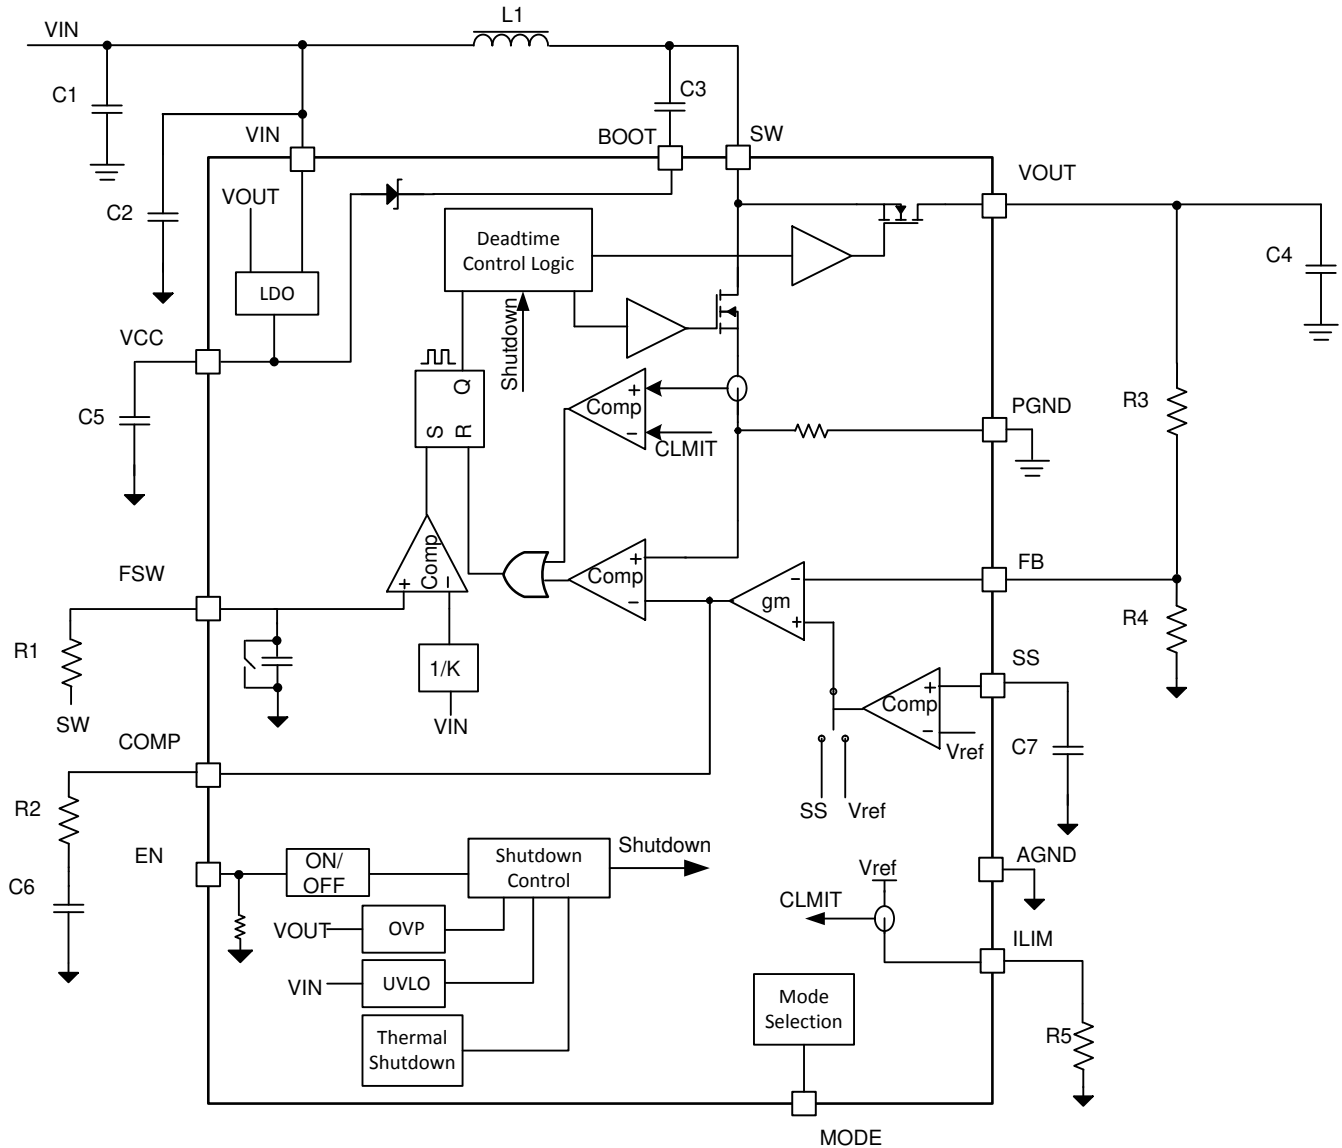 L1
VIN
C1
C3
VIN
BOOT
SW
VOUT
VOUT
C2
Deadtime
Control Logic
C4
LDO
VCC
Shutdown
C5
Q
S
R
+
Comp
−
CLMIT
PGND
R3
FSW
Comp
+
−
+
Comp
−
−
gm
+
FB
R4
R1
SW
1/K
VIN
SS
+
Comp
−
Vref
C7
COMP
SS
Vref
R2
EN
ON/
OFF
Shutdown
Control
Shutdown
AGND
Vref
C6
CLMIT
VOUT
OVP
ILIM
VIN
UVLO
Mode
Selection
Thermal
Shutdown
R5
MODE